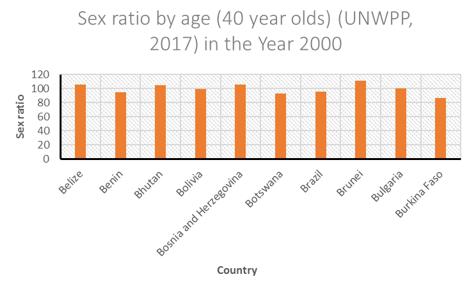 Sex ratio by age (40 year olds) (UNWPP,
2017) in the Year 2000
Sex ratio
120
100
80
60
40
20
0
Belize
Benin
Bhutan
Bolivia
Bosnia and Herzegovina
Botswana
Brazil
Brunei
Bulgaria
Burkina Faso
Country